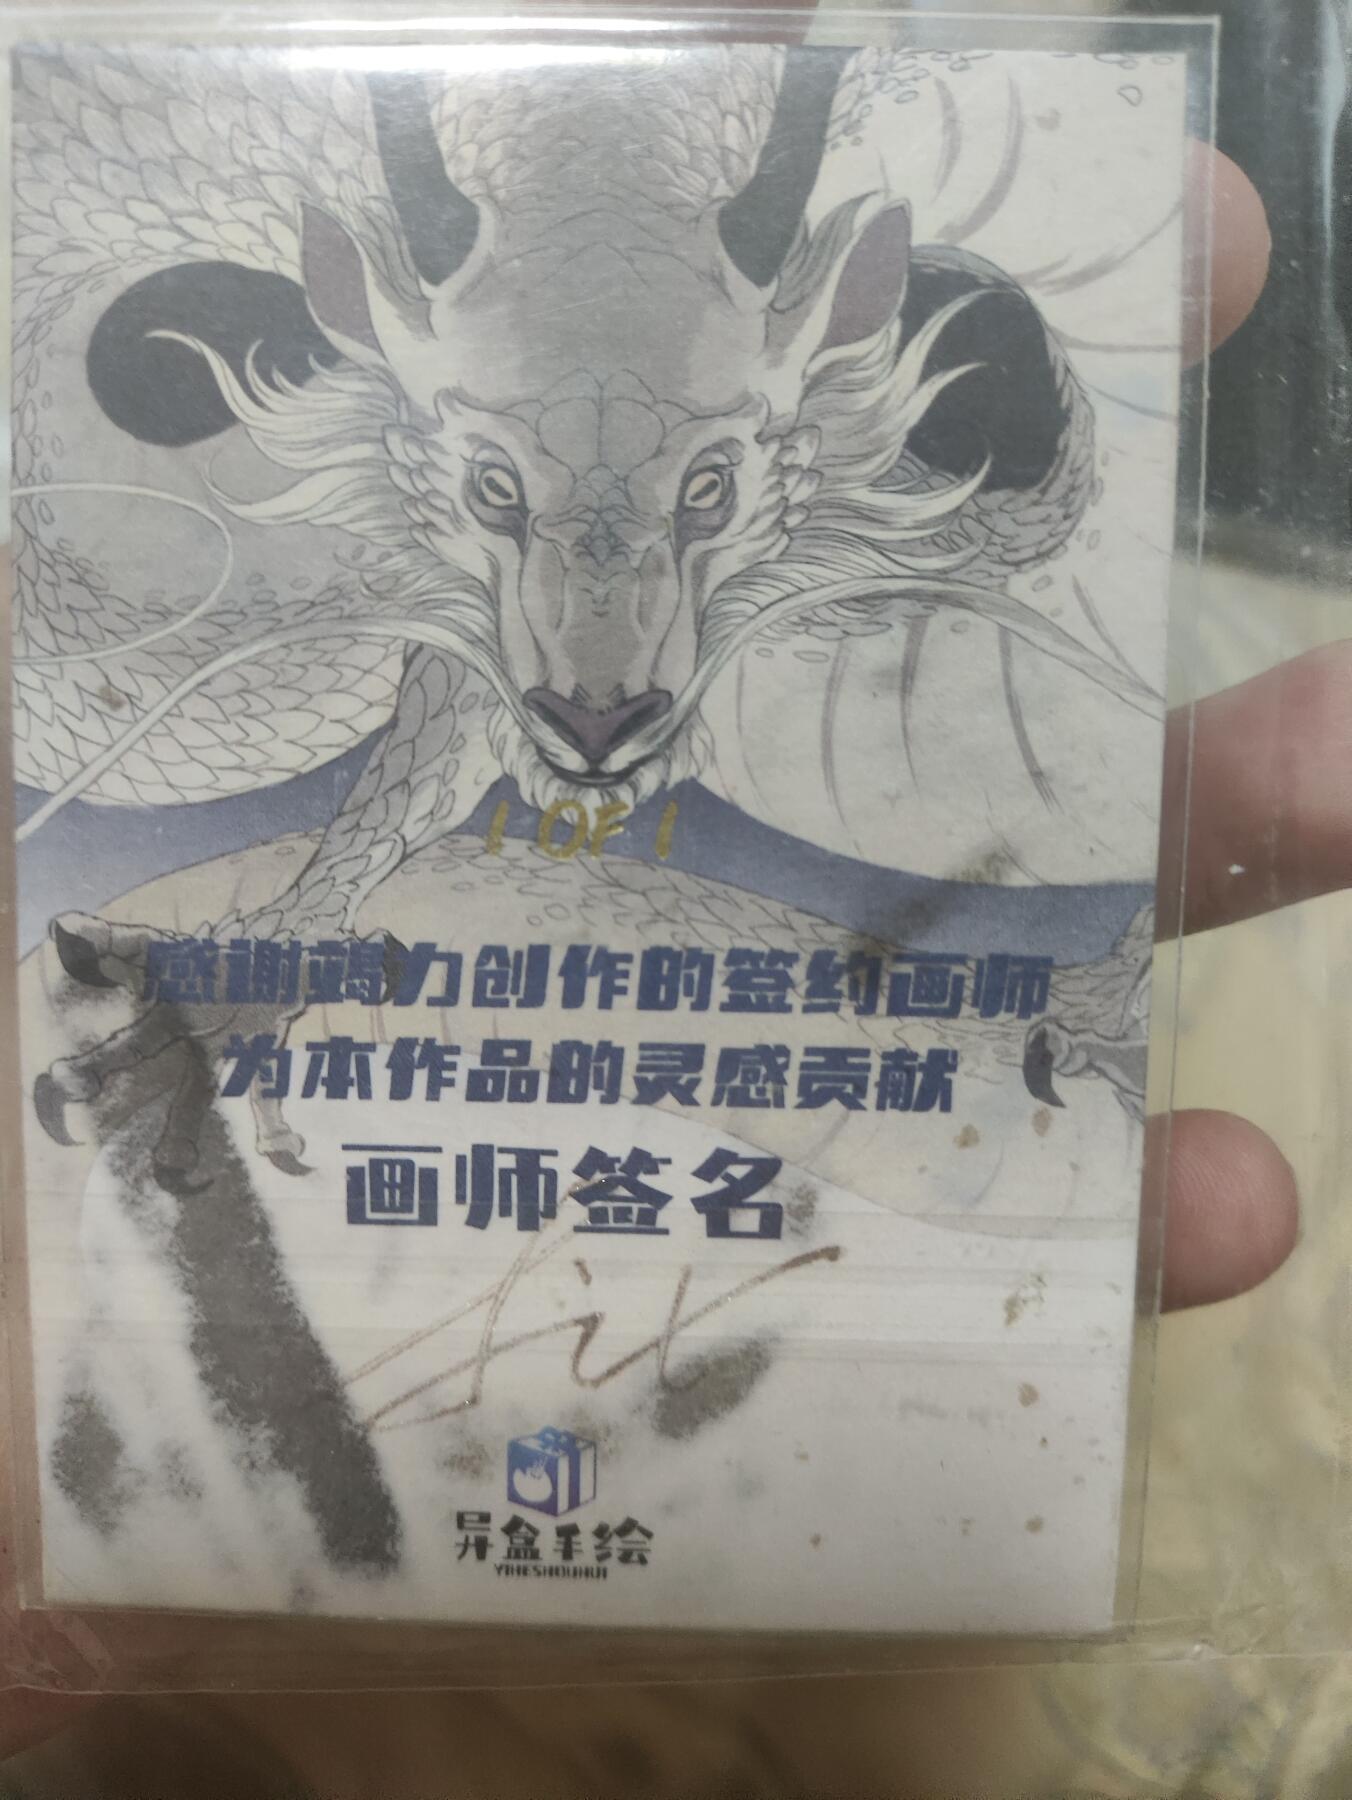 1 OF 1
感谢竭力创作的签约画师
为本作品的灵感贡献
画师签名
异盒手绘
YIHESHOUHUI